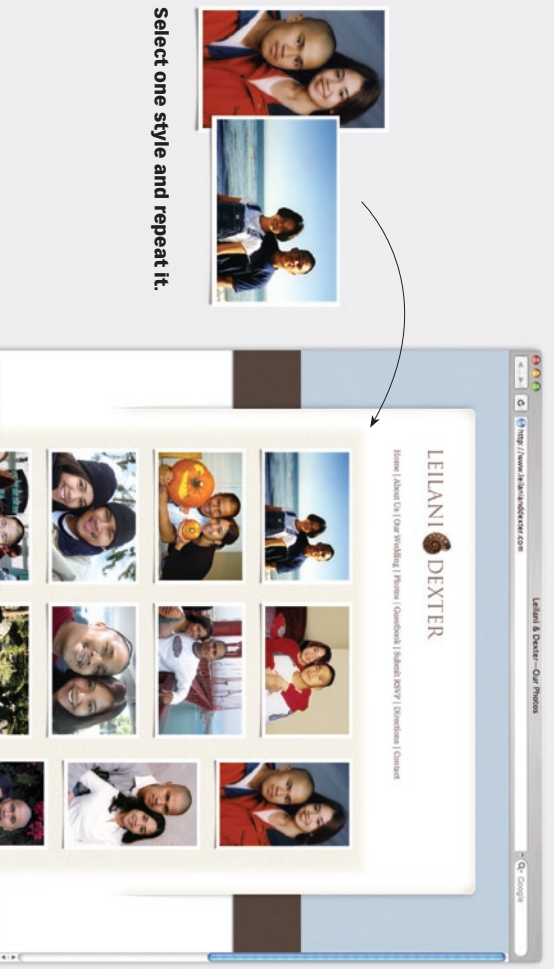 Select one style and repeat it.
Leilani & Dexter—Our Photos
http://www.leilanianddexter.com
Google
LEILANI DEXTER
Home | About Us | Our Wedding | Photos | Guestbook | Submit RSVP | Directions | Contact